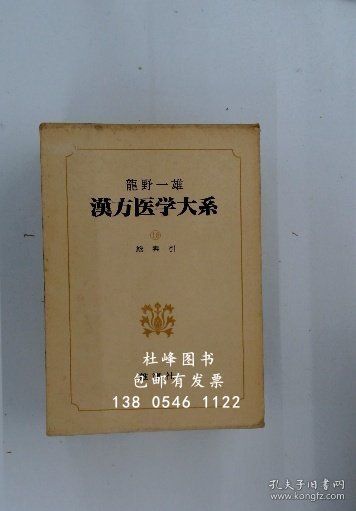 龍野一雄
漢方医学大系
総索引
杜峰图书
包邮有发票
138 0546 1122
孔夫子旧书网
www.kongfz.com